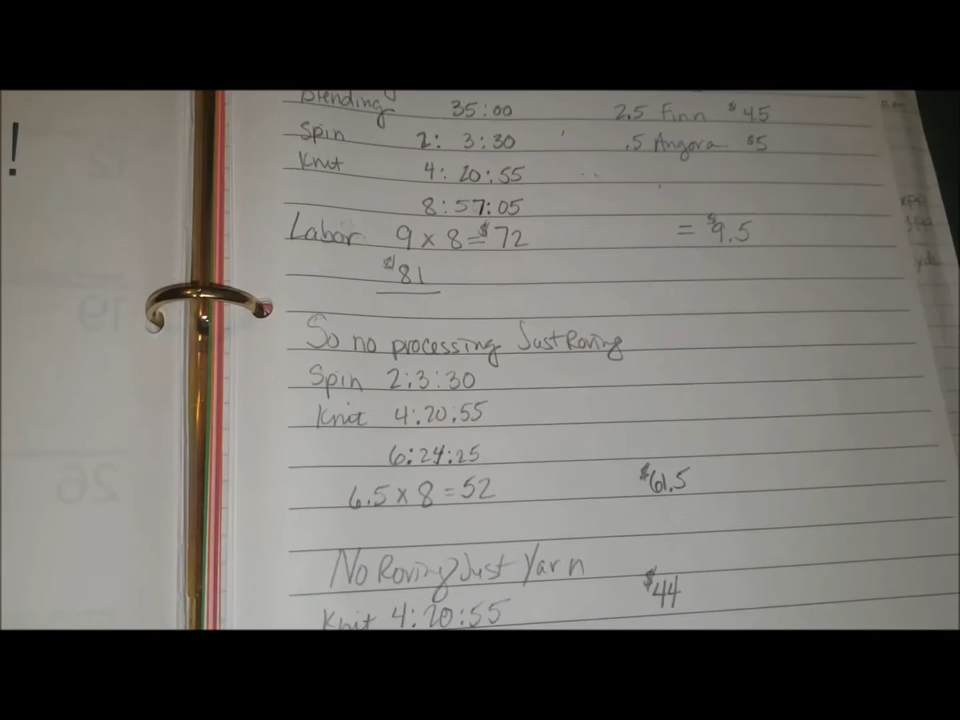 !
Blending 35:00 2.5 Finn $4.5
Spin 2: 3:30 .5 Angora $5
Knit 4: 20:55
8:57:05
Labor 9 x 8 = $72 = $9.5
$81
So no processing Just Roving
Spin 2:3:30
Knit 4:20:55
6:24:25
6.5 x 8 = 52 $61.5
No Roving Just Yarn
$44
Knit 4:20:55
12
19
26